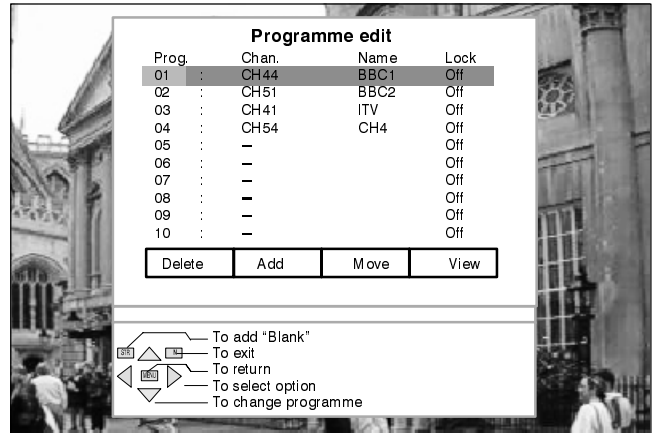 Programme edit
Prog. Chan. Name Lock
01 : CH44 BBC1 Off
02 : CH51 BBC2 Off
03 : CH41 ITV Off
04 : CH54 CH4 Off
05 : – Off
06 : – Off
07 : – Off
08 : – Off
09 : – Off
10 : – Off
Delete Add Move View
To add “Blank”
STR N To exit
MENU To return
To select option
To change programme